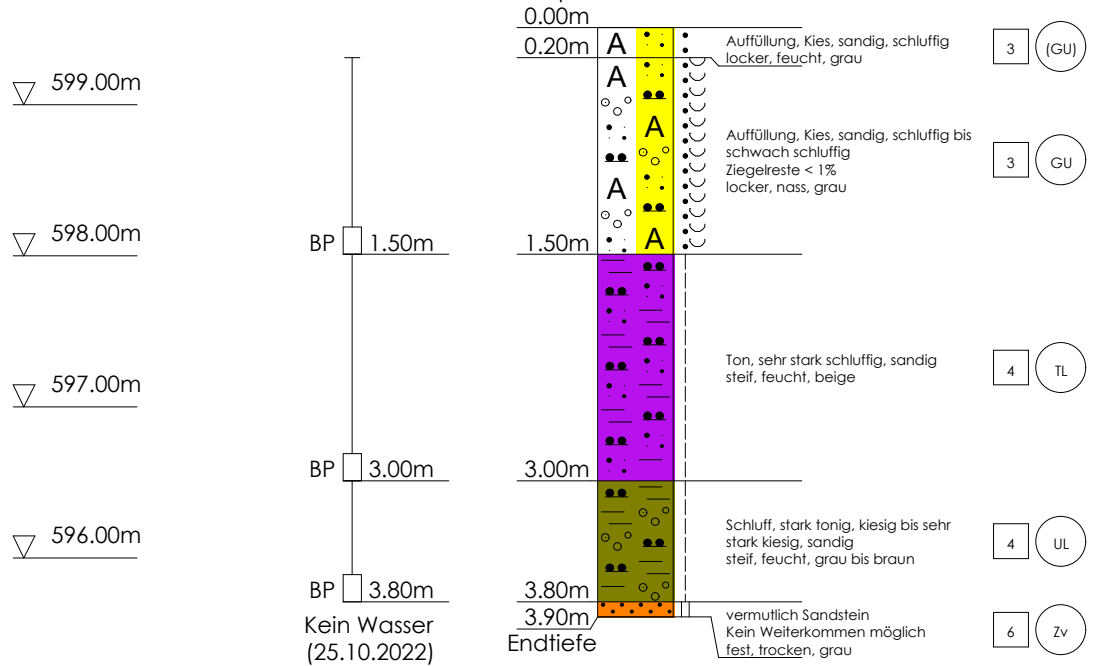 0.00m
0.20m
A
A
A
A
A
Auffüllung, Kies, sandig, schluffig
locker, feucht, grau
3 (GU)
599.00m
Auffüllung, Kies, sandig, schluffig bis
schwach schluffig
Ziegelreste < 1%
locker, nass, grau
3 GU
598.00m
BP 1.50m
1.50m
597.00m
Ton, sehr stark schluffig, sandig
steif, feucht, beige
4 TL
BP 3.00m
3.00m
596.00m
Schluff, stark tonig, kiesig bis sehr
stark kiesig, sandig
steif, feucht, grau bis braun
4 UL
BP 3.80m
3.80m
Kein Wasser
(25.10.2022)
3.90m
Endtiefe
vermutlich Sandstein
Kein Weiterkommen möglich
fest, trocken, grau
6 Zv